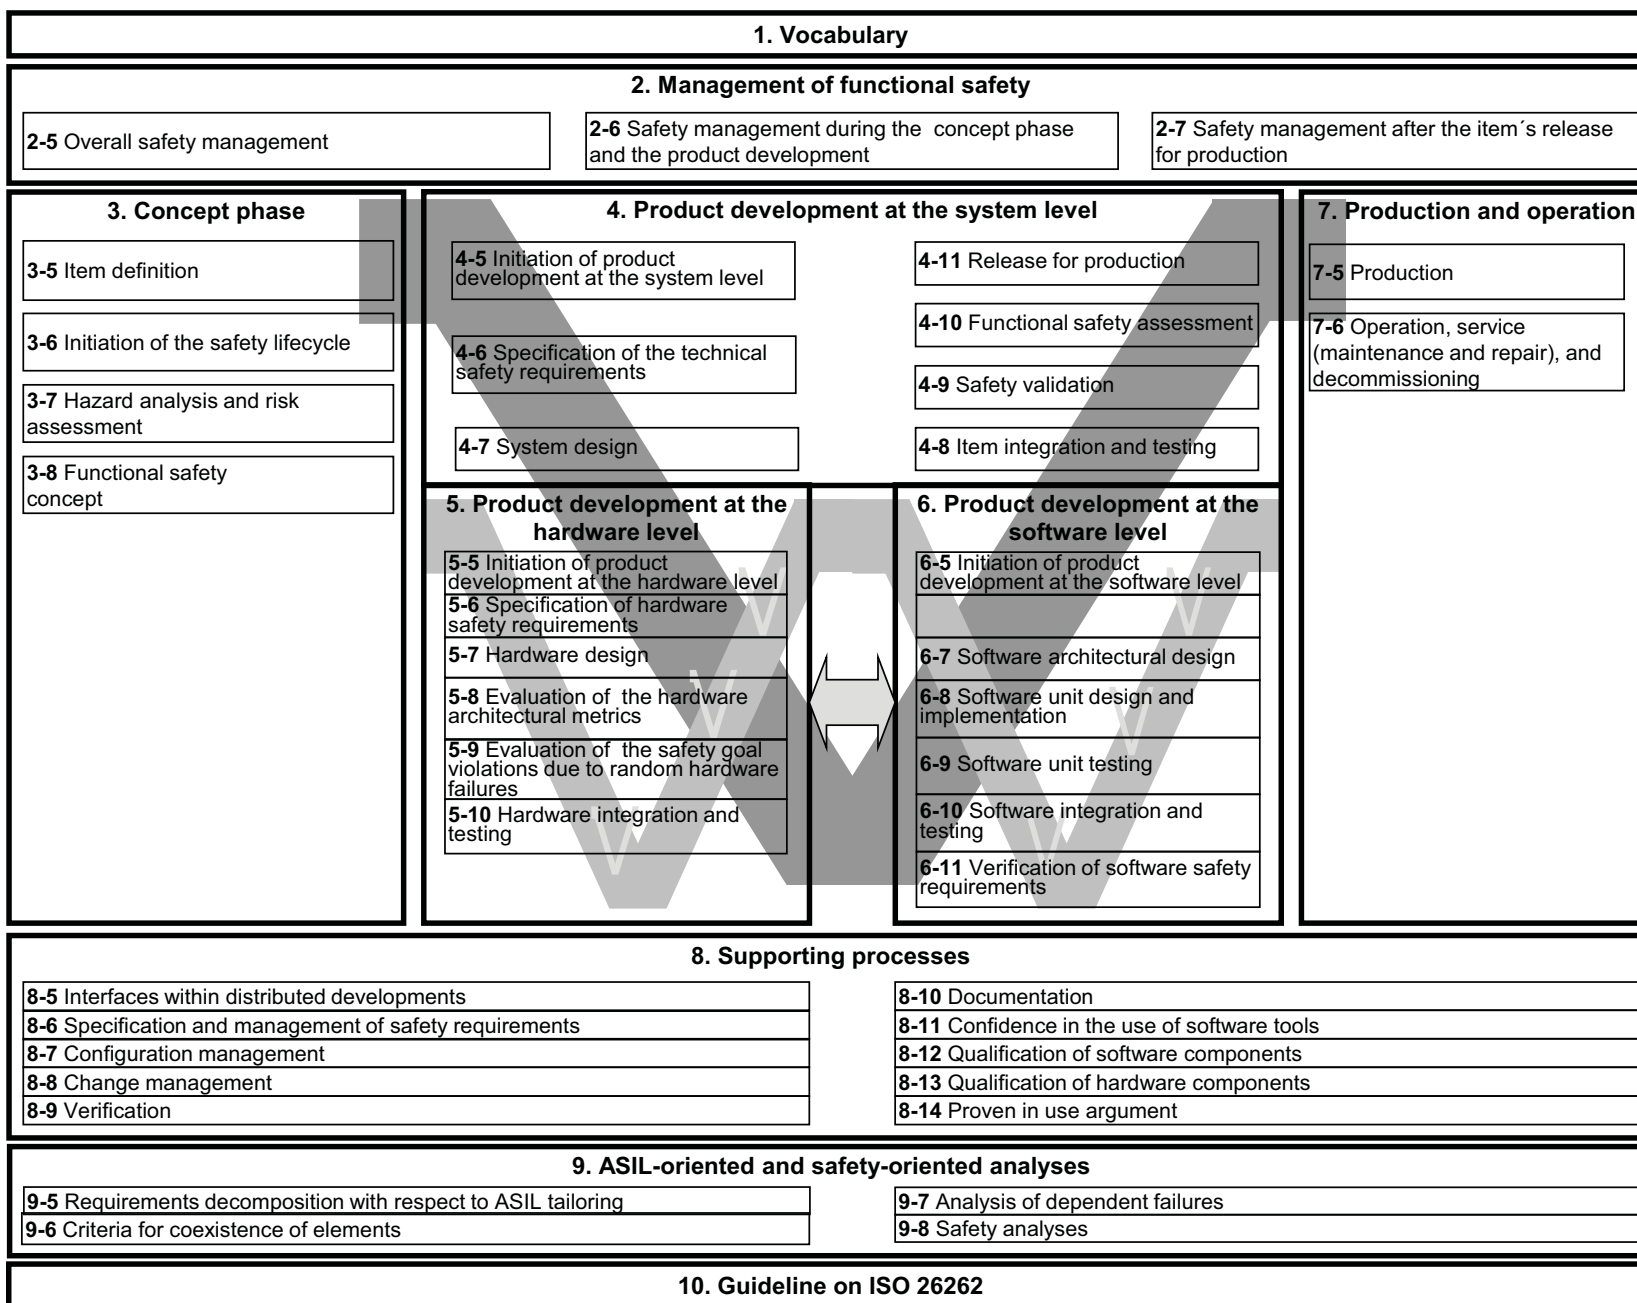 1. Vocabulary
2. Management of functional safety
2-5 Overall safety management
2-6 Safety management during the  concept phase
and the product development
2-7 Safety management after the item´s release
for production
3. Concept phase
3-5 Item definition
3-6 Initiation of the safety lifecycle
3-7 Hazard analysis and risk
assessment
3-8 Functional safety
concept
4. Product development at the system level
4-5 Initiation of product
development at the system level
4-6 Specification of the technical
safety requirements
4-7 System design
4-11 Release for production
4-10 Functional safety assessment
4-9 Safety validation
4-8 Item integration and testing
7. Production and operation
7-5 Production
7-6 Operation, service
(maintenance and repair), and
decommissioning
5. Product development at the
hardware level
5-5 Initiation of product
development at the hardware level
5-6 Specification of hardware
safety requirements
5-7 Hardware design
5-8 Evaluation of  the hardware
architectural metrics
5-9 Evaluation of  the safety goal
violations due to random hardware
failures
5-10 Hardware integration and
testing
6. Product development at the
software level
6-5 Initiation of product
development at the software level
6-7 Software architectural design
6-8 Software unit design and
implementation
6-9 Software unit testing
6-10 Software integration and
testing
6-11 Verification of software safety
requirements
8. Supporting processes
8-5 Interfaces within distributed developments
8-6 Specification and management of safety requirements
8-7 Configuration management
8-8 Change management
8-9 Verification
8-10 Documentation
8-11 Confidence in the use of software tools
8-12 Qualification of software components
8-13 Qualification of hardware components
8-14 Proven in use argument
9. ASIL-oriented and safety-oriented analyses
9-5 Requirements decomposition with respect to ASIL tailoring
9-6 Criteria for coexistence of elements
9-7 Analysis of dependent failures
9-8 Safety analyses
10. Guideline on ISO 26262